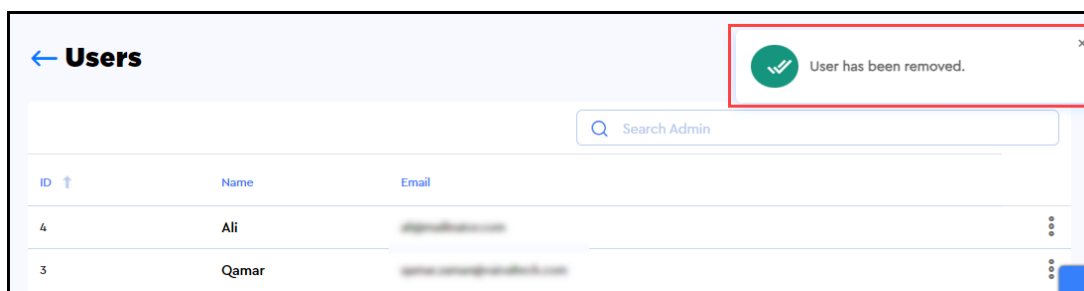 Users
User has been removed.
Search Admin
ID Name Email
4 Ali
3 Qamar